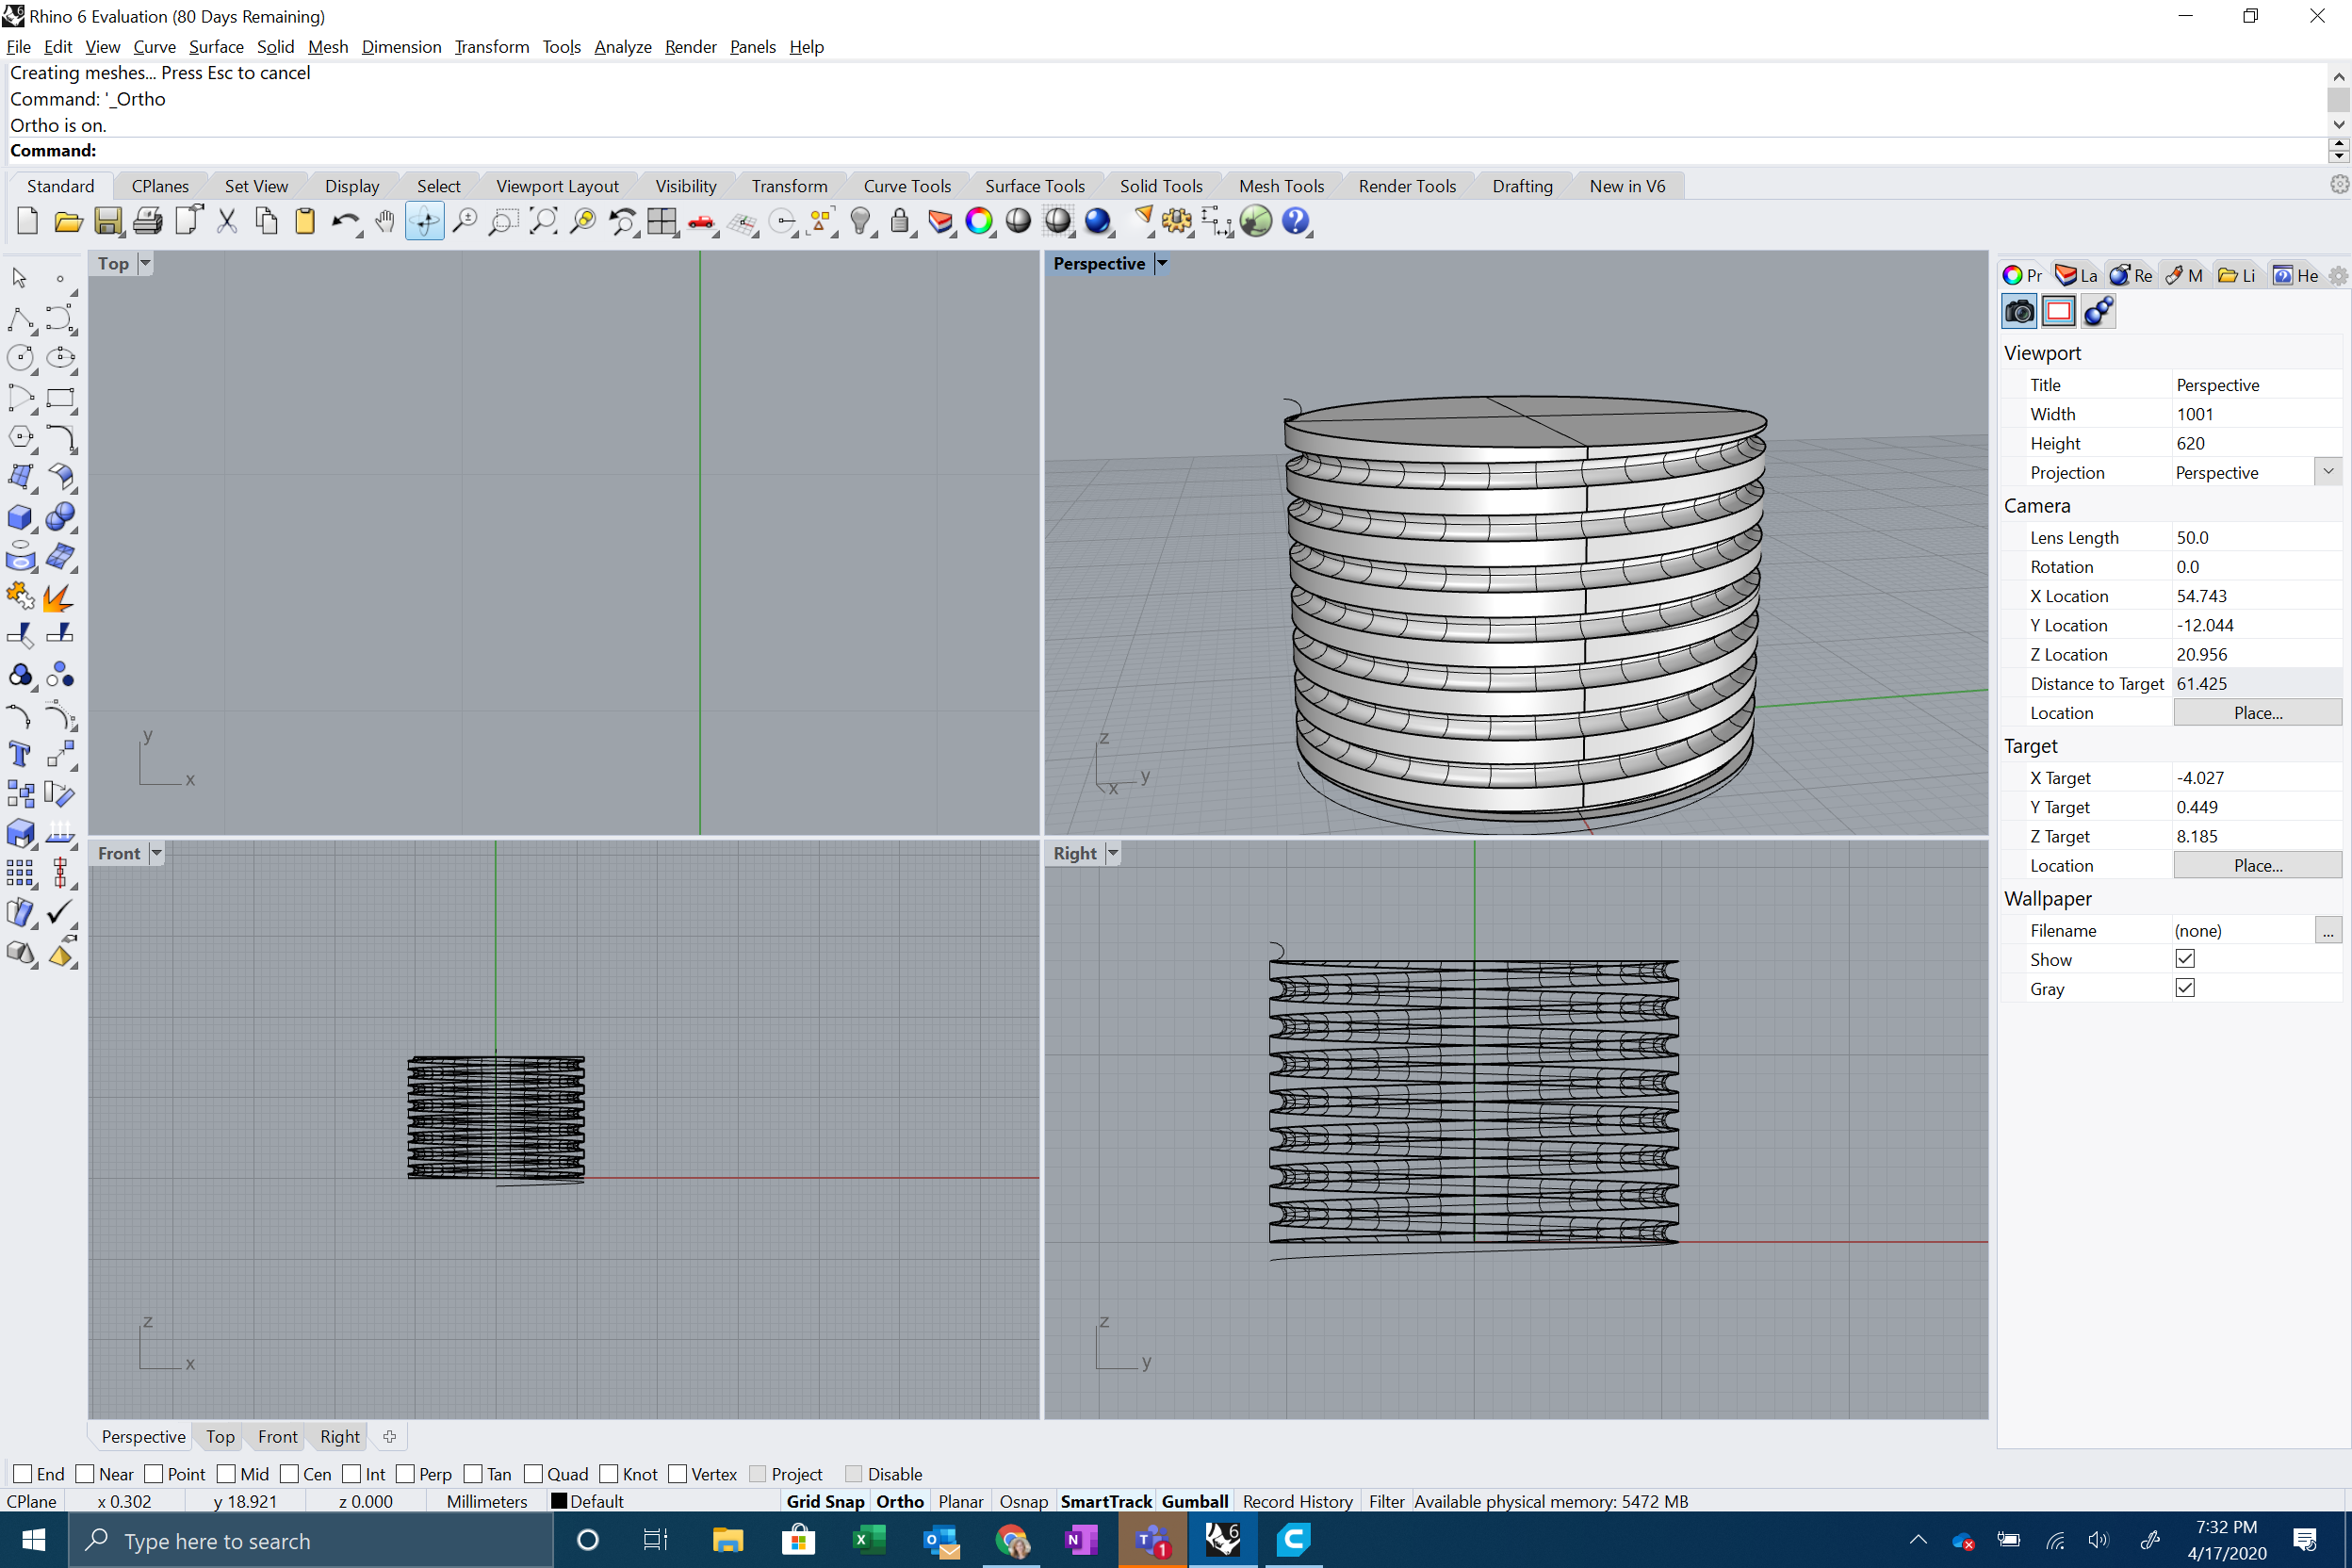 Rhino 6 Evaluation (80 Days Remaining)
File Edit View Curve Surface Solid Mesh Dimension Transform Tools Analyze Render Panels Help
Creating meshes... Press Esc to cancel
Command: '_Ortho
Ortho is on.
Command:
Standard CPlanes Set View Display Select Viewport Layout Visibility Transform Curve Tools Surface Tools Solid Tools Mesh Tools Render Tools Drafting New in V6
Top
Perspective
Pr La Re M Li He
Viewport
Title Perspective
Width 1001
Height 620
Projection Perspective
Camera
Lens Length 50.0
Rotation 0.0
X Location 54.743
Y Location -12.044
Z Location 20.956
Distance to Target 61.425
Location Place...
Target
X Target -4.027
Y Target 0.449
Z Target 8.185
Location Place...
Wallpaper
Filename (none) ...
Show
Gray
y
x
z
y
x
Front
Right
z
x
z
y
Perspective Top Front Right
End Near Point Mid Cen Int Perp Tan Quad Knot Vertex Project Disable
CPlane x 0.302 y 18.921 z 0.000 Millimeters Default Grid Snap Ortho Planar Osnap SmartTrack Gumball Record History Filter Available physical memory: 5472 MB
Type here to search
7:32 PM
4/17/2020